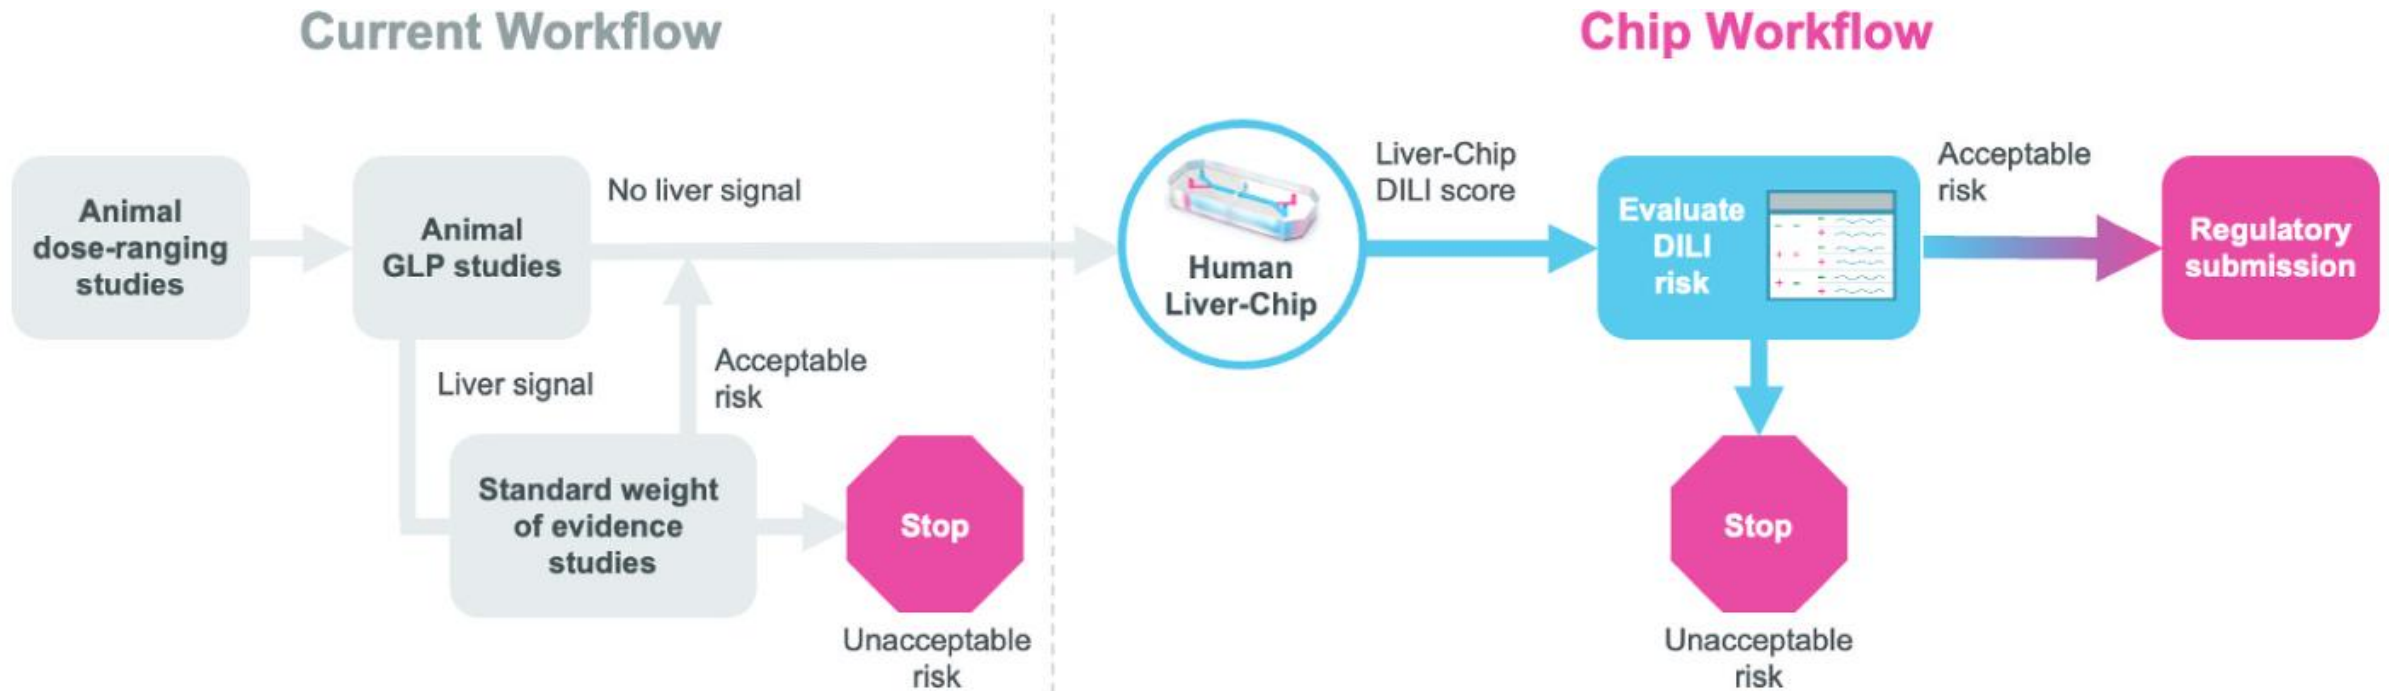 Current Workflow
Chip Workflow
Animal
dose-ranging
studies
Animal
GLP studies
No liver signal
Liver signal
Acceptable
risk
Standard weight
of evidence
studies
Stop
Unacceptable
risk
Human
Liver-Chip
Liver-Chip
DILI score
Evaluate
DILI
risk
Acceptable
risk
Regulatory
submission
Stop
Unacceptable
risk